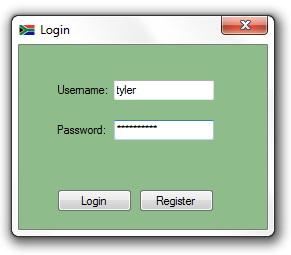 Login
Username: tyler
Password: **********
Login Register